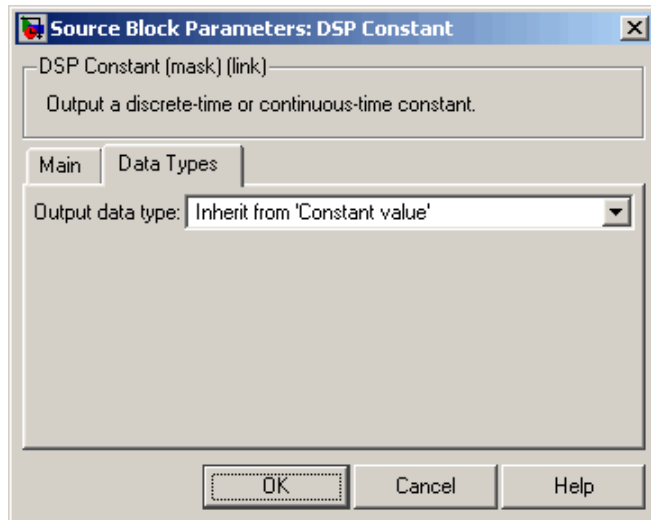 Source Block Parameters: DSP Constant
DSP Constant (mask) (link)
Output a discrete-time or continuous-time constant.
Main Data Types
Output data type: Inherit from 'Constant value'
OK Cancel Help